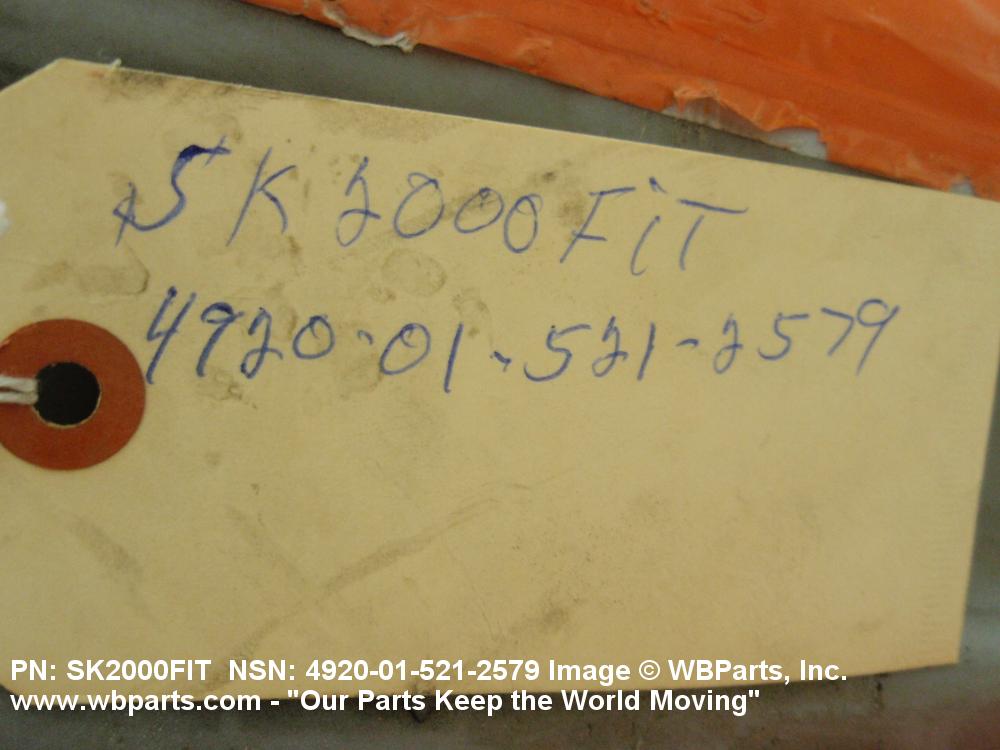 SK2000FiT
4920-01-521-2579
PN: SK2000FIT  NSN: 4920-01-521-2579 Image © WBParts, Inc.
www.wbparts.com - "Our Parts Keep the World Moving"